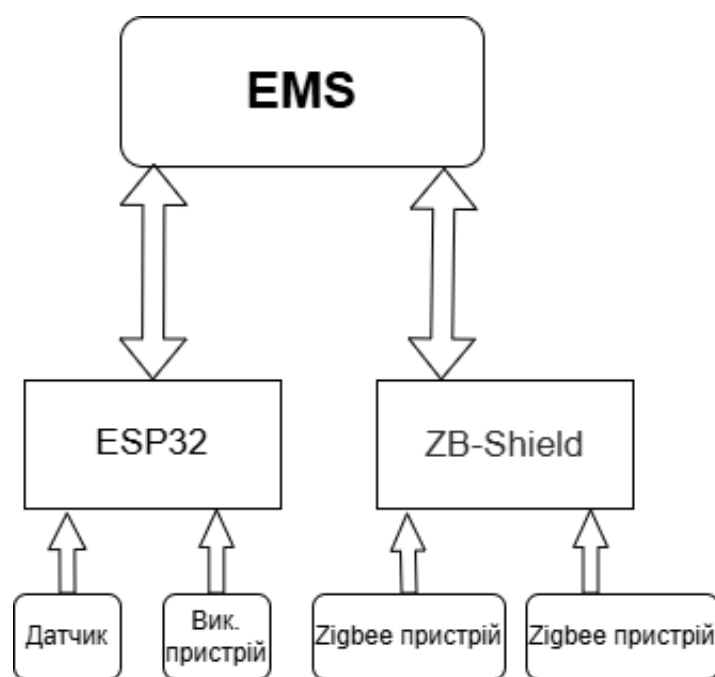 EMS
ESP32
ZB-Shield
Датчик
Вик.
пристрій
Zigbee пристрій
Zigbee пристрій